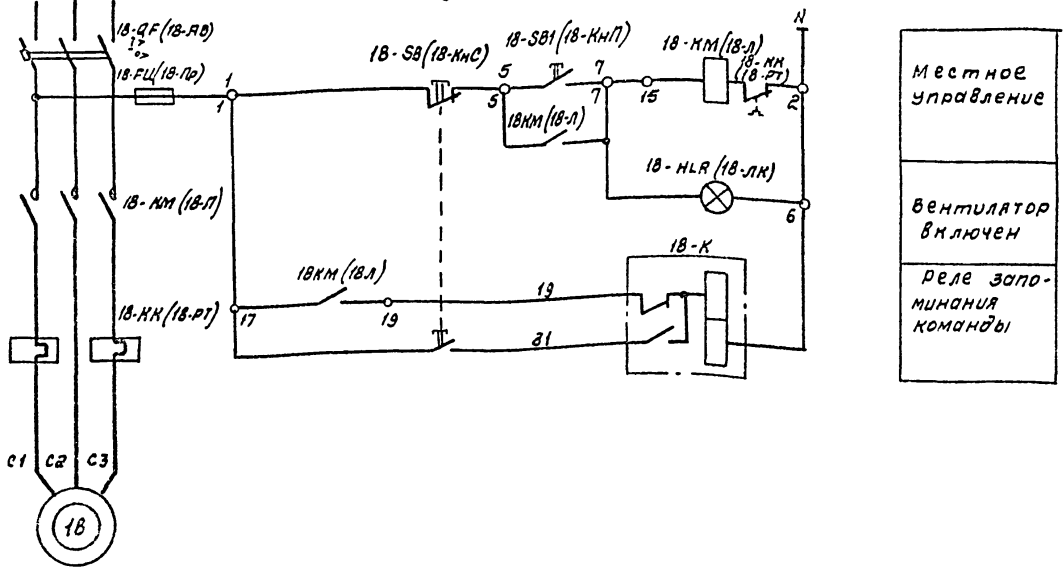 18-QF (18-АВ)
I>
18-FЦ (18-Пр)
1
1
18-SB (18-КнС)
5
5
18-SB1 (18-КнП)
7
7
15
18-КМ (18-Л)
18-КК
(18-РТ)
N
2
18КМ (18-Л)
18-HLR (18-ЛК)
6
18-КМ (18-П)
18-КК (18-РТ)
18КМ (18Л)
17
19
19
18-К
С1
С2
С3
18
Местное
управление
Вентилятор
включен
Реле запо-
минания
команды